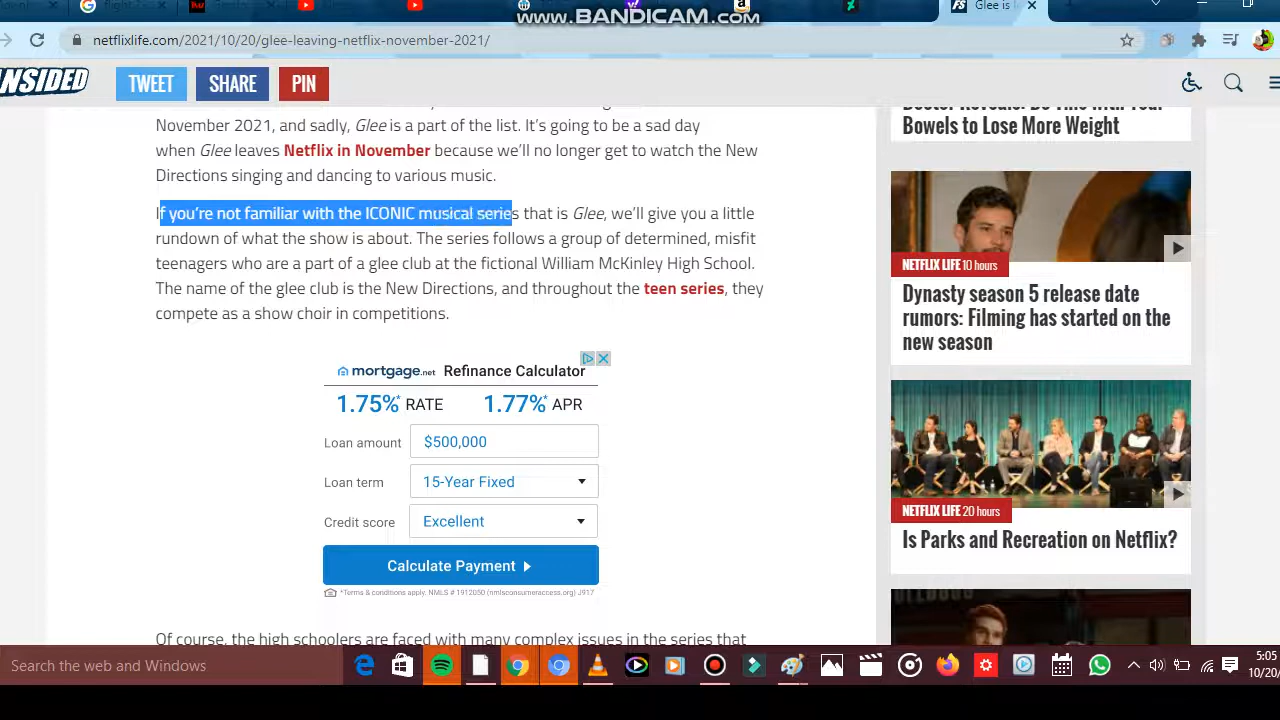 www.BANDICAM.com
Glee is l
netflixlife.com/2021/10/20/glee-leaving-netflix-november-2021/
NSIDED
TWEET
SHARE
PIN
November 2021, and sadly, Glee is a part of the list. It's going to be a sad day
when Glee leaves Netflix in November because we'll no longer get to watch the New
Directions singing and dancing to various music.
If you're not familiar with the ICONIC musical series that is Glee, we'll give you a little
rundown of what the show is about. The series follows a group of determined, misfit
teenagers who are a part of a glee club at the fictional William McKinley High School.
The name of the glee club is the New Directions, and throughout the teen series, they
compete as a show choir in competitions.
mortgage.net Refinance Calculator
1.75%* RATE 1.77%* APR
Loan amount $500,000
Loan term 15-Year Fixed
Credit score Excellent
Calculate Payment
*Terms & conditions apply. NMLS # 1912050 (nmlsconsumeraccess.org) J917
Of course, the high schoolers are faced with many complex issues in the series that
Bowels to Lose More Weight
NETFLIX LIFE 10 hours
Dynasty season 5 release date
rumors: Filming has started on the
new season
NETFLIX LIFE 20 hours
Is Parks and Recreation on Netflix?
Search the web and Windows
5:05
10/20/